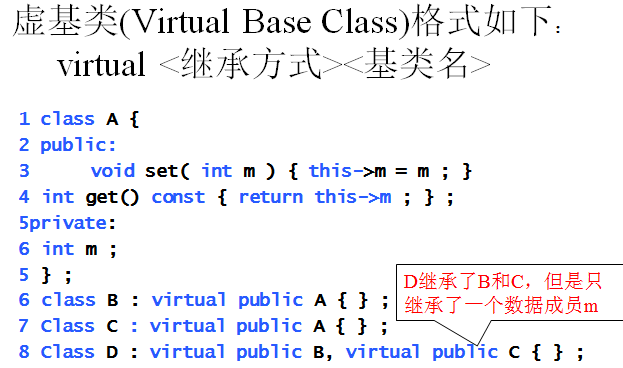 虚基类(Virtual Base Class)格式如下：
virtual <继承方式><基类名>
1 class A {
2 public:
3 void set( int m ) { this->m = m ; }
4 int get() const { return this->m ; } ;
5private:
6 int m ;
5 } ;
6 class B : virtual public A { } ;
7 Class C : virtual public A { } ;
8 Class D : virtual public B, virtual public C { } ;
D继承了B和C，但是只
继承了一个数据成员m